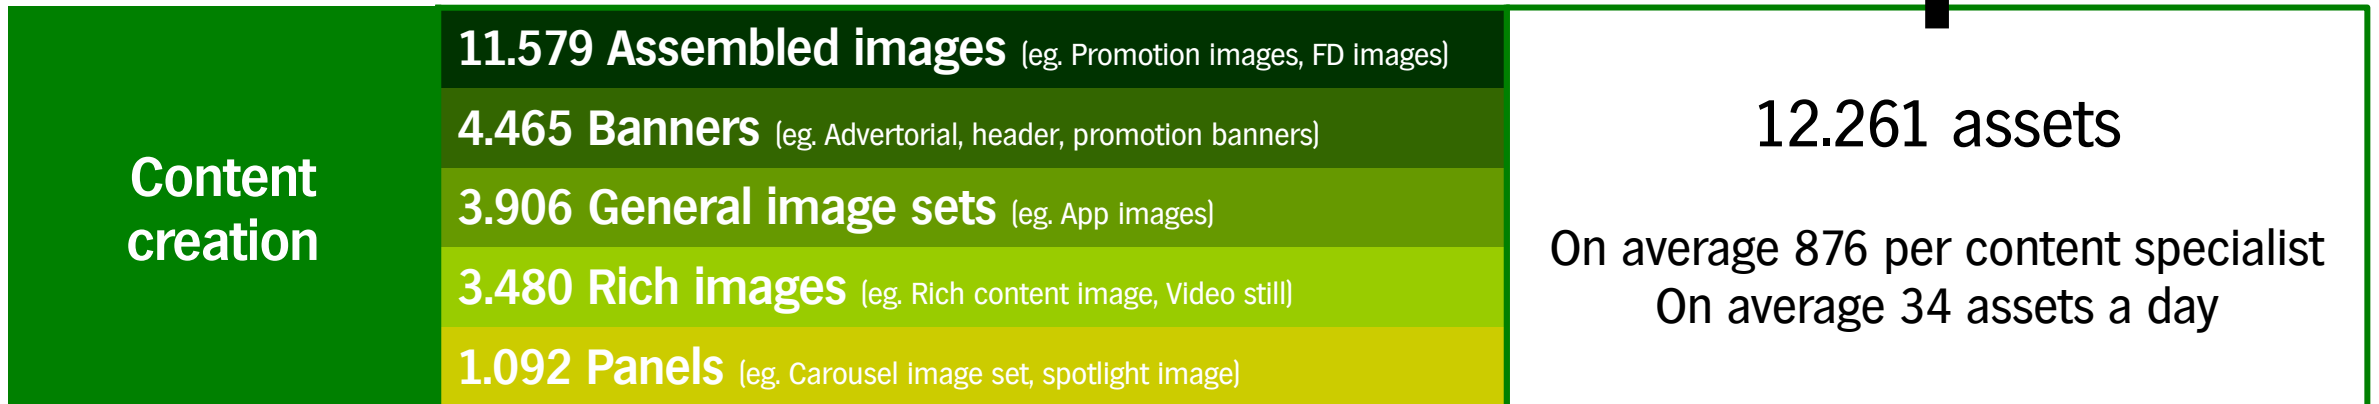 Content
creation
11.579 Assembled images (eg. Promotion images, FD images)
4.465 Banners (eg. Advertorial, header, promotion banners)
3.906 General image sets (eg. App images)
3.480 Rich images (eg. Rich content image, Video still)
1.092 Panels (eg. Carousel image set, spotlight image)
12.261 assets
On average 876 per content specialist
On average 34 assets a day